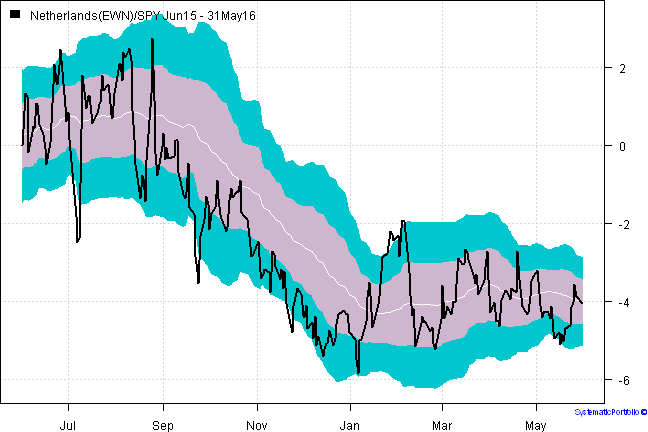 Netherlands(EWN)/SPY Jun15 - 31May16
2
0
-2
-4
-6
Jul Sep Nov Jan Mar May
SystematicPortfolio ©